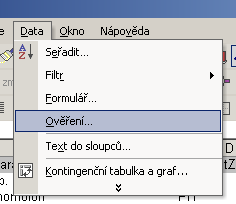 Data Okno Nápověda
Seřadit...
Filtr
Formulář...
Ověření...
Text do sloupců...
Kontingenční tabulka a graf...